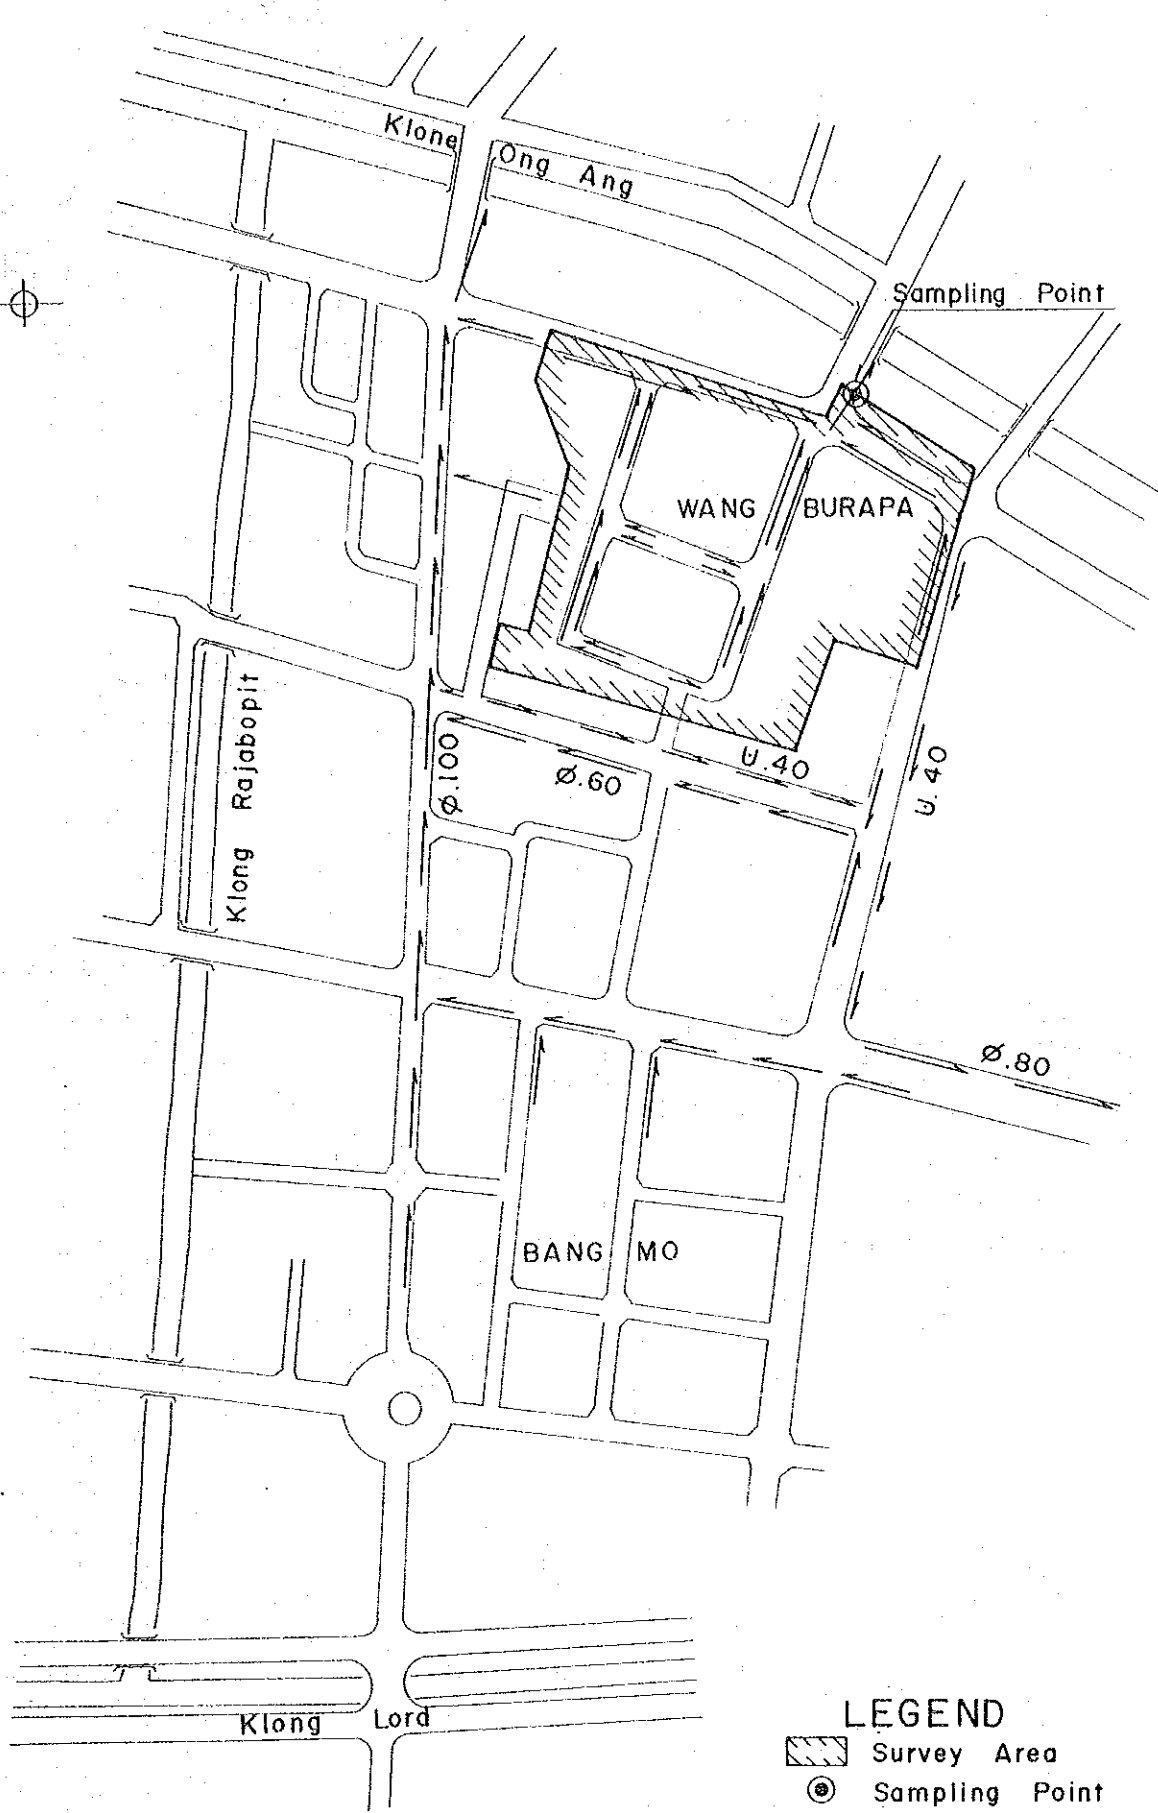 Klone Ong Ang
Sampling Point
WANG BURAPA
Klong Rajabopit
Ø.100
Ø.60
U.40
U.40
Ø.80
BANG MO
Klong Lord
LEGEND
Survey Area
Sampling Point